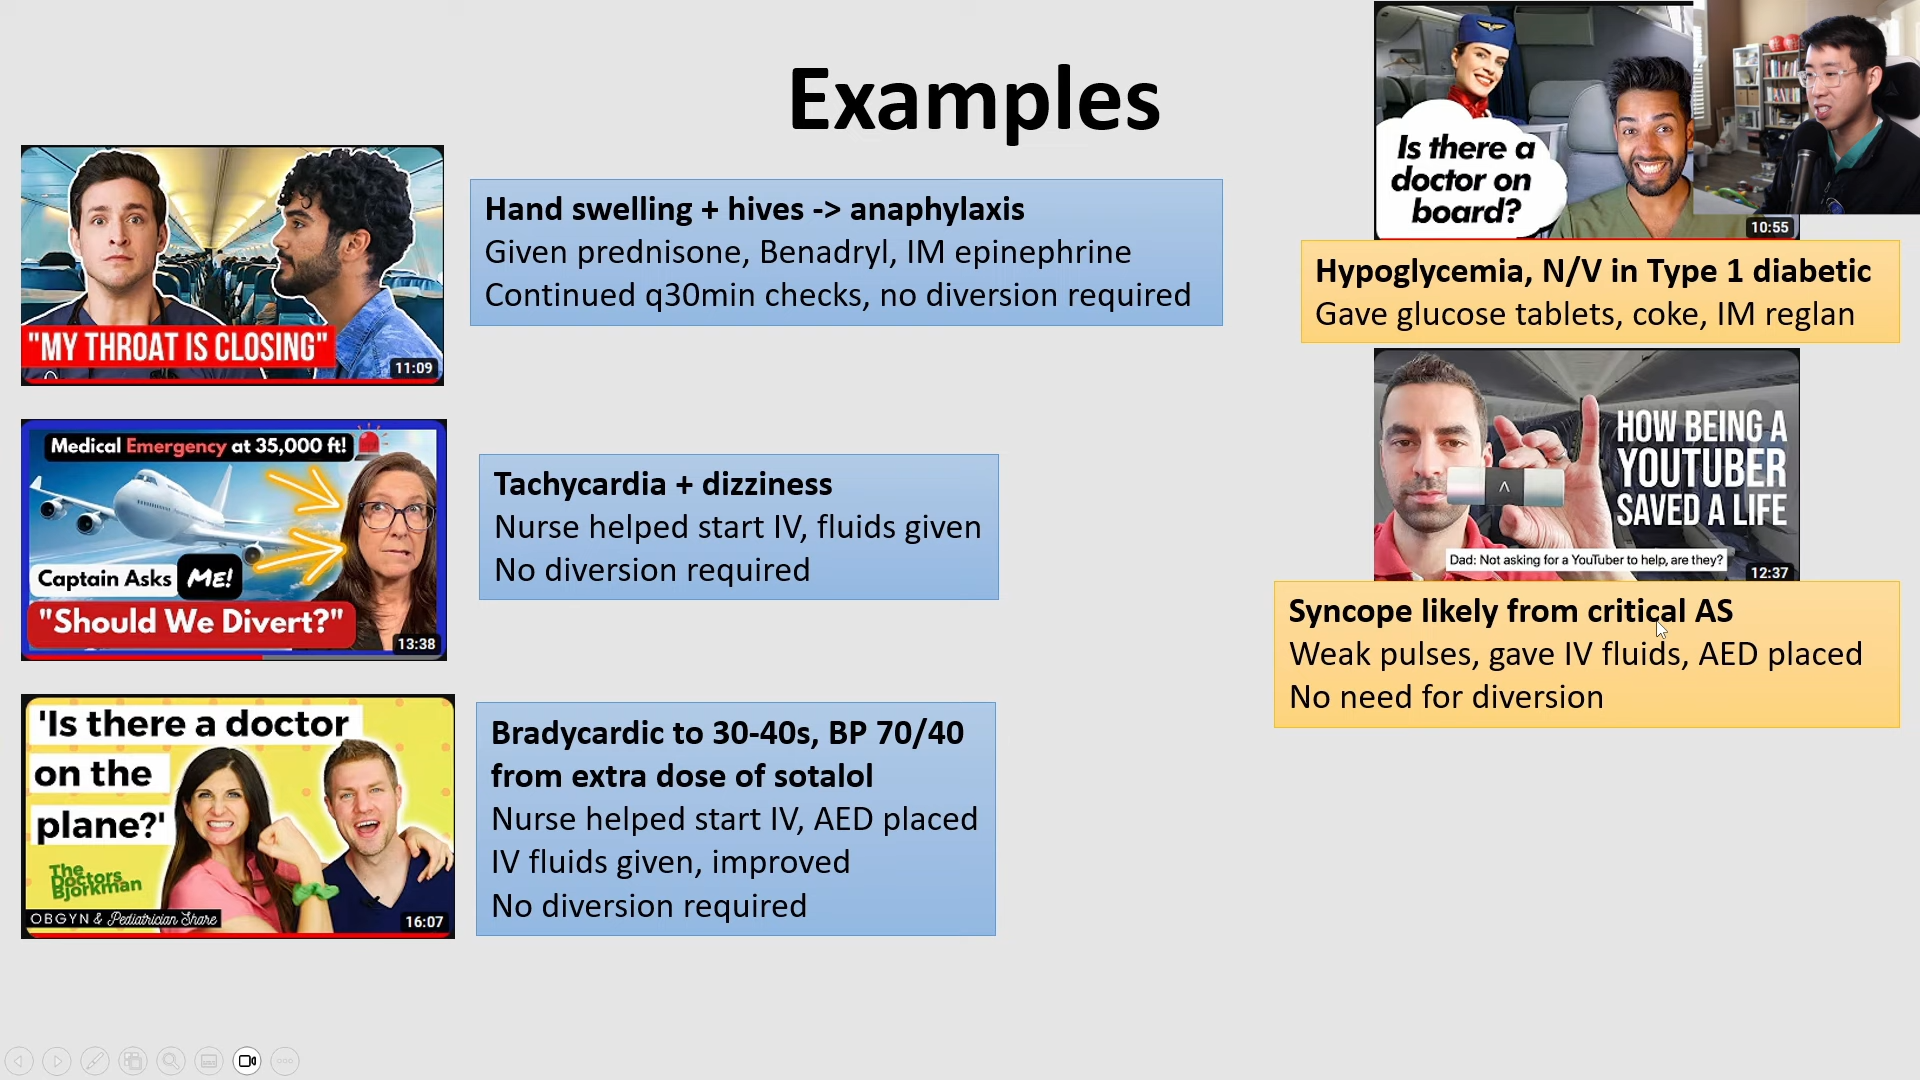 Examples
"MY THROAT IS CLOSING"
11:09
Hand swelling + hives -> anaphylaxis
Given prednisone, Benadryl, IM epinephrine
Continued q30min checks, no diversion required
Medical Emergency at 35,000 ft!
Captain Asks ME!
"Should We Divert?"
13:38
Tachycardia + dizziness
Nurse helped start IV, fluids given
No diversion required
'Is there a doctor
on the
plane?'
The
Doctors
Bjorkman
OBGYN & Pediatrician Share
16:07
Bradycardic to 30-40s, BP 70/40
from extra dose of sotalol
Nurse helped start IV, AED placed
IV fluids given, improved
No diversion required
Is there a
doctor on
board?
10:55
Hypoglycemia, N/V in Type 1 diabetic
Gave glucose tablets, coke, IM reglan
HOW BEING A
YOUTUBER
SAVED A LIFE
Dad: Not asking for a YouTuber to help, are they?
12:37
Syncope likely from critical AS
Weak pulses, gave IV fluids, AED placed
No need for diversion